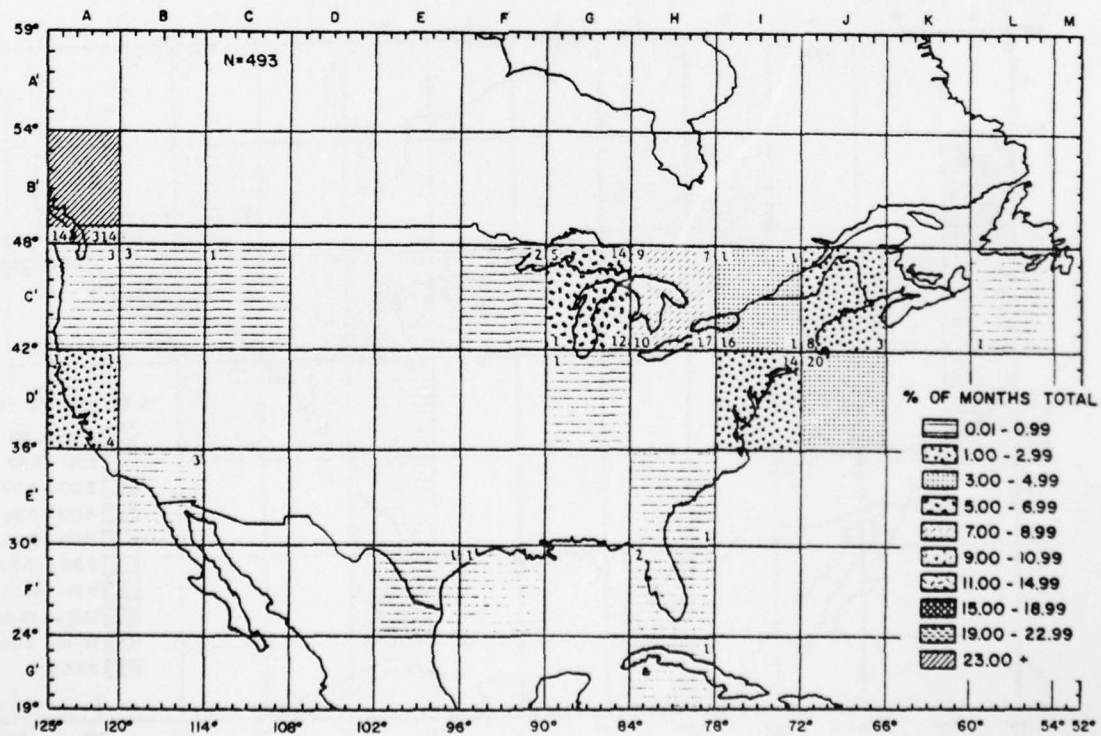 A B C D E F G H I J K L M
59°
N=493
A'
54°
B'
14 314
48°
3 3 1 2 5 14 9 7 1 1
C'
42°
1 12 10 17 16 1 8 3 1
1 1 1 14 20
D'
% OF MONTHS TOTAL
0.01 - 0.99
1.00 - 2.99
3.00 - 4.99
5.00 - 6.99
7.00 - 8.99
9.00 - 10.99
11.00 - 14.99
15.00 - 18.99
19.00 - 22.99
23.00 +
4
36°
3
E'
1
30°
1 1 2
F'
24°
1
G'
19°
125° 120° 114° 108° 102° 96° 90° 84° 78° 72° 66° 60° 54° 52°